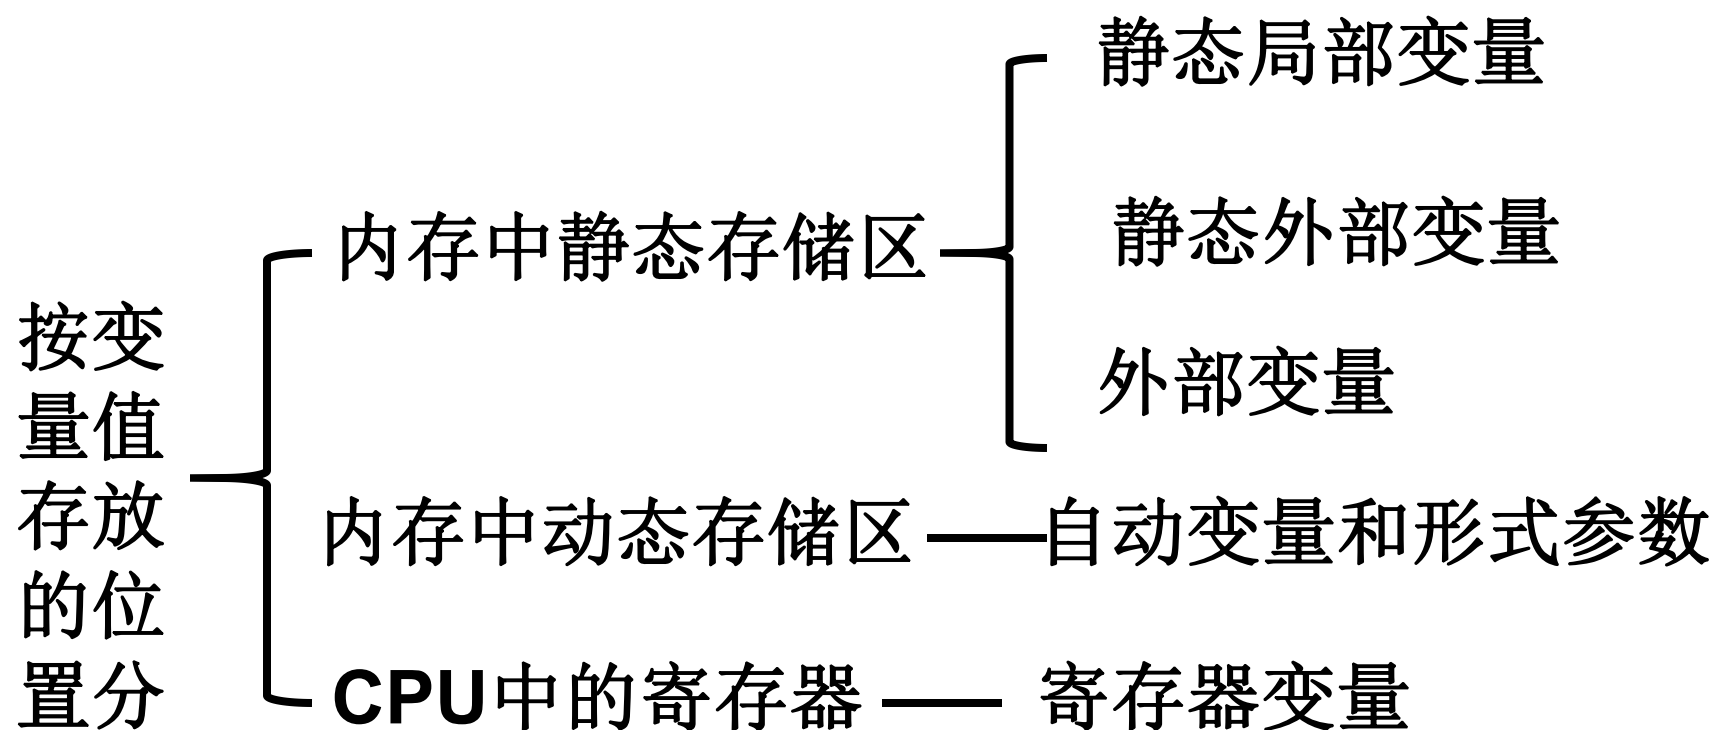 按变
量值
存放
的位
置分
内存中静态存储区
静态局部变量
静态外部变量
外部变量
内存中动态存储区
自动变量和形式参数
CPU中的寄存器
寄存器变量